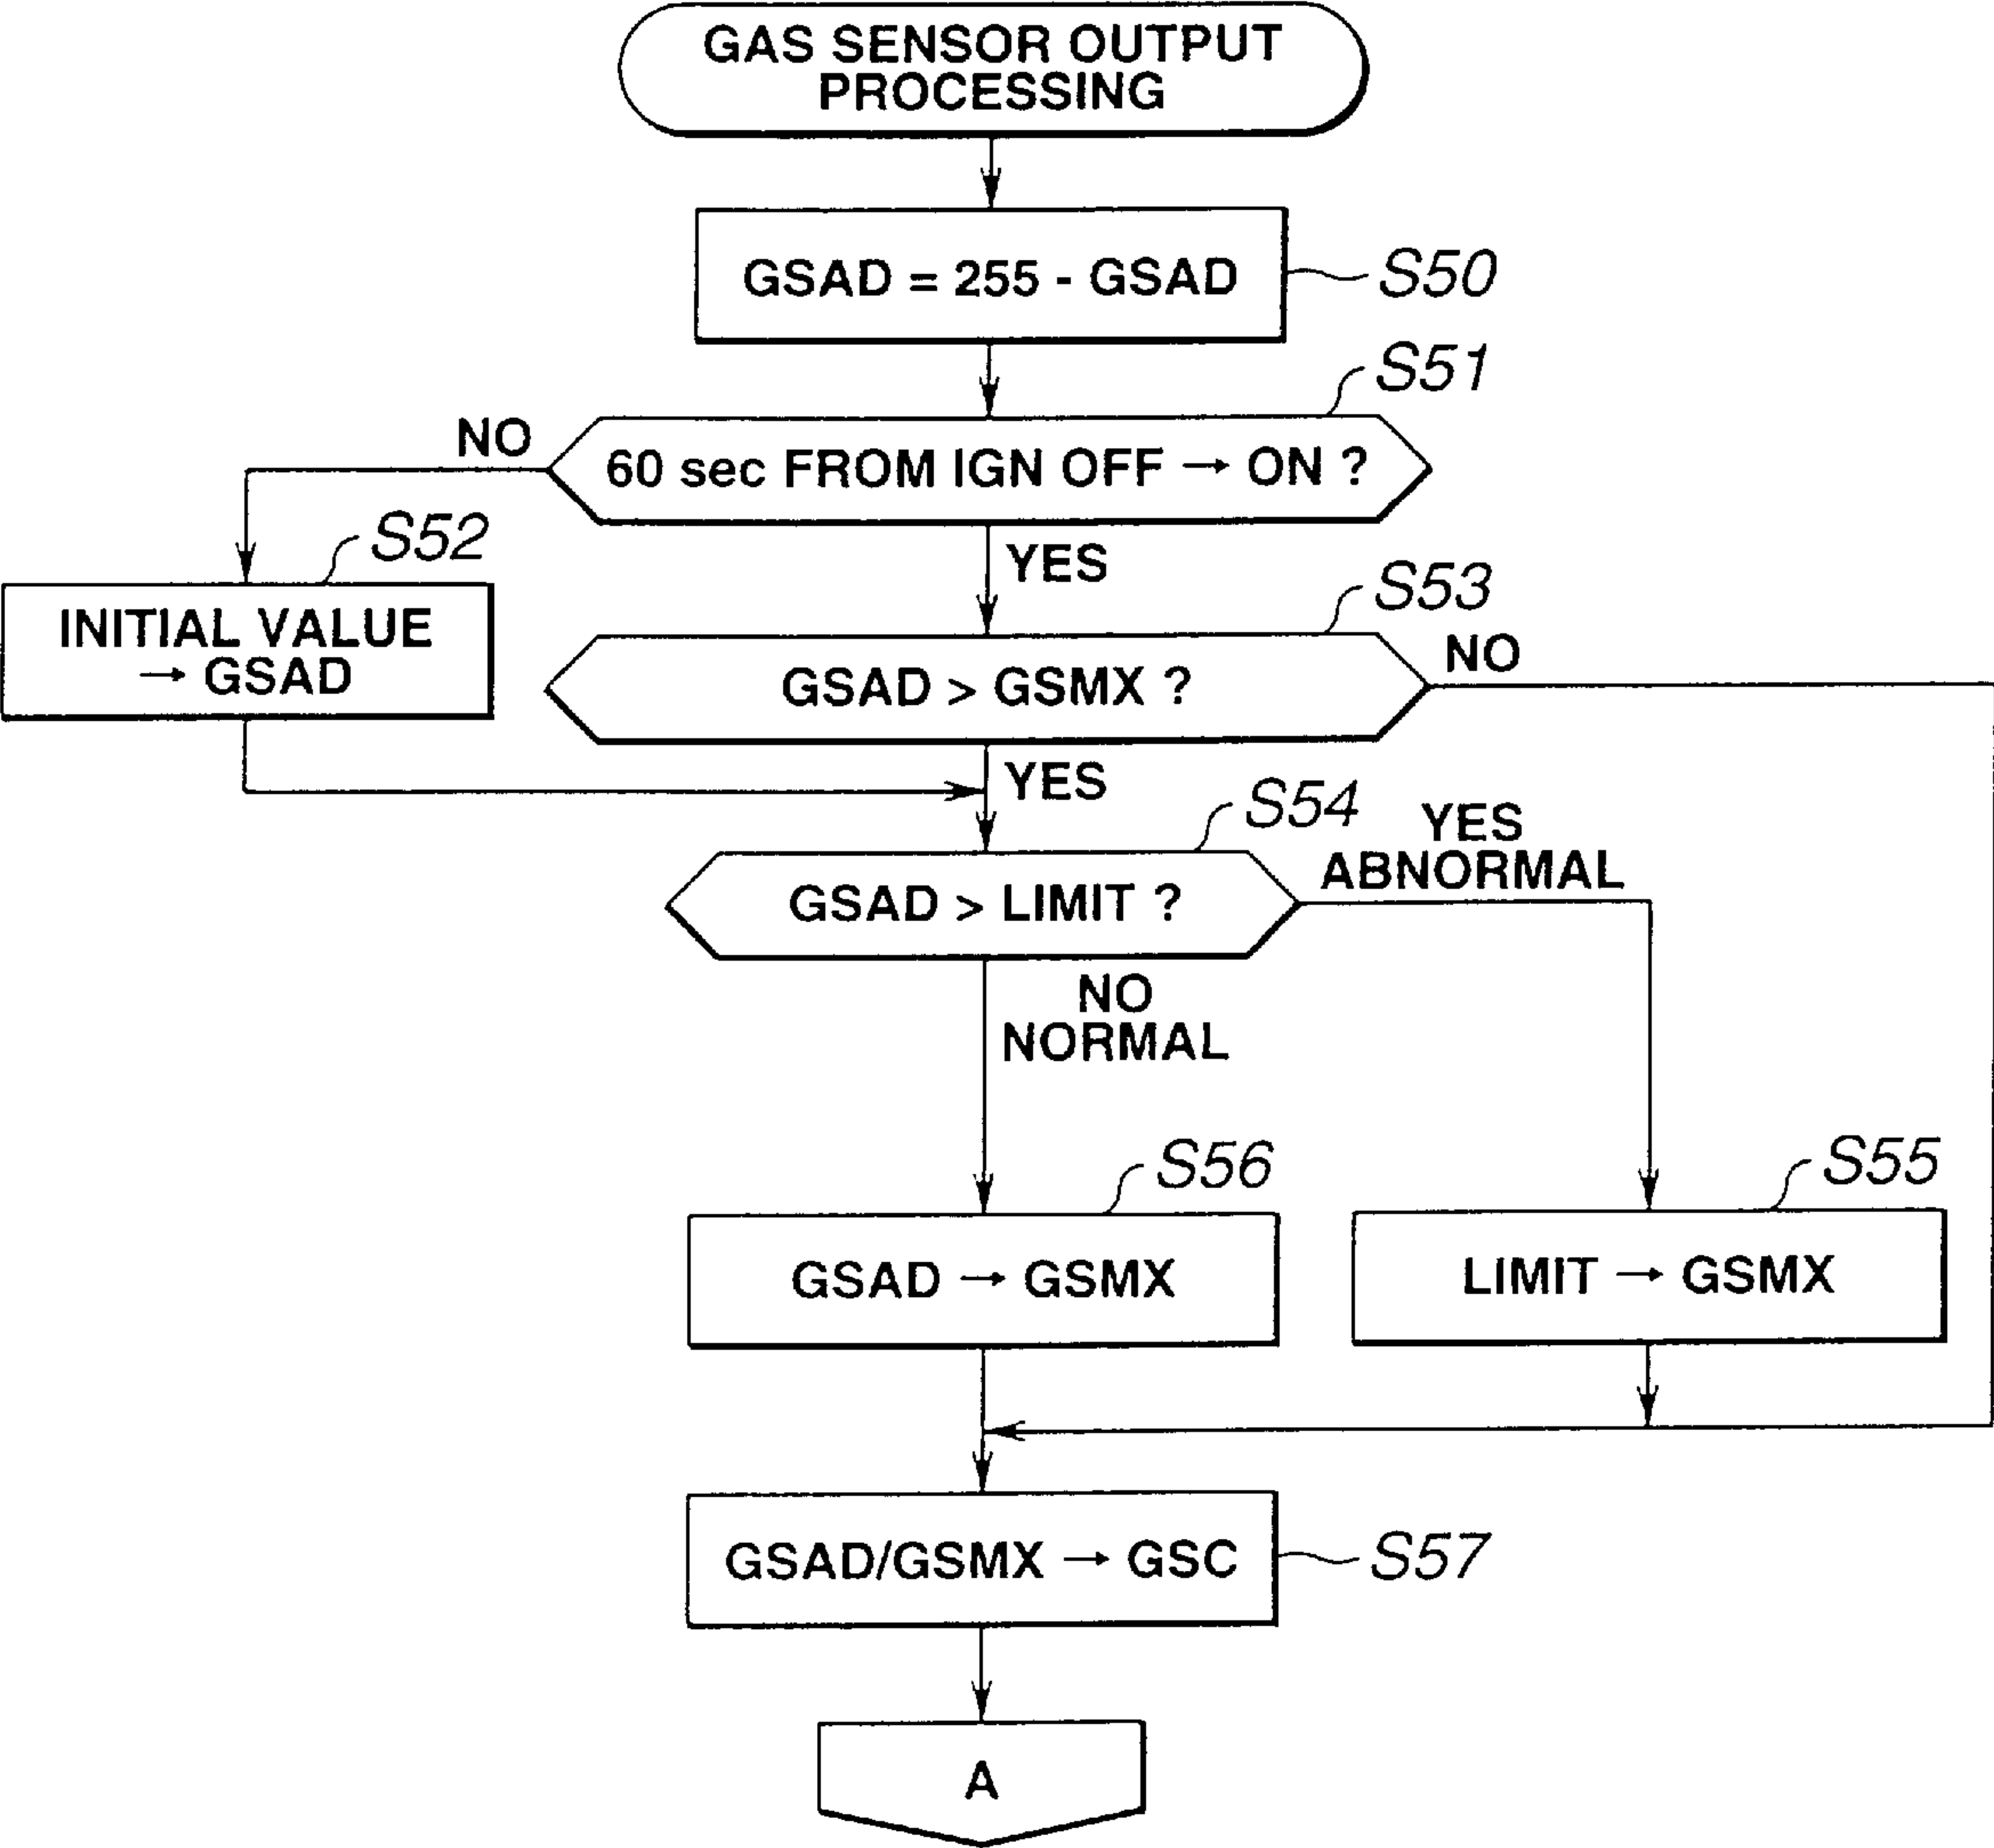 GAS SENSOR OUTPUT
PROCESSING
GSAD = 255 - GSAD
S50
S51
NO
60 sec FROM IGN OFF → ON ?
S52
YES
S53
INITIAL VALUE
→ GSAD
NO
GSAD > GSMX ?
YES
S54
YES
ABNORMAL
GSAD > LIMIT ?
NO
NORMAL
S56
S55
GSAD → GSMX
LIMIT → GSMX
GSAD/GSMX → GSC
S57
A